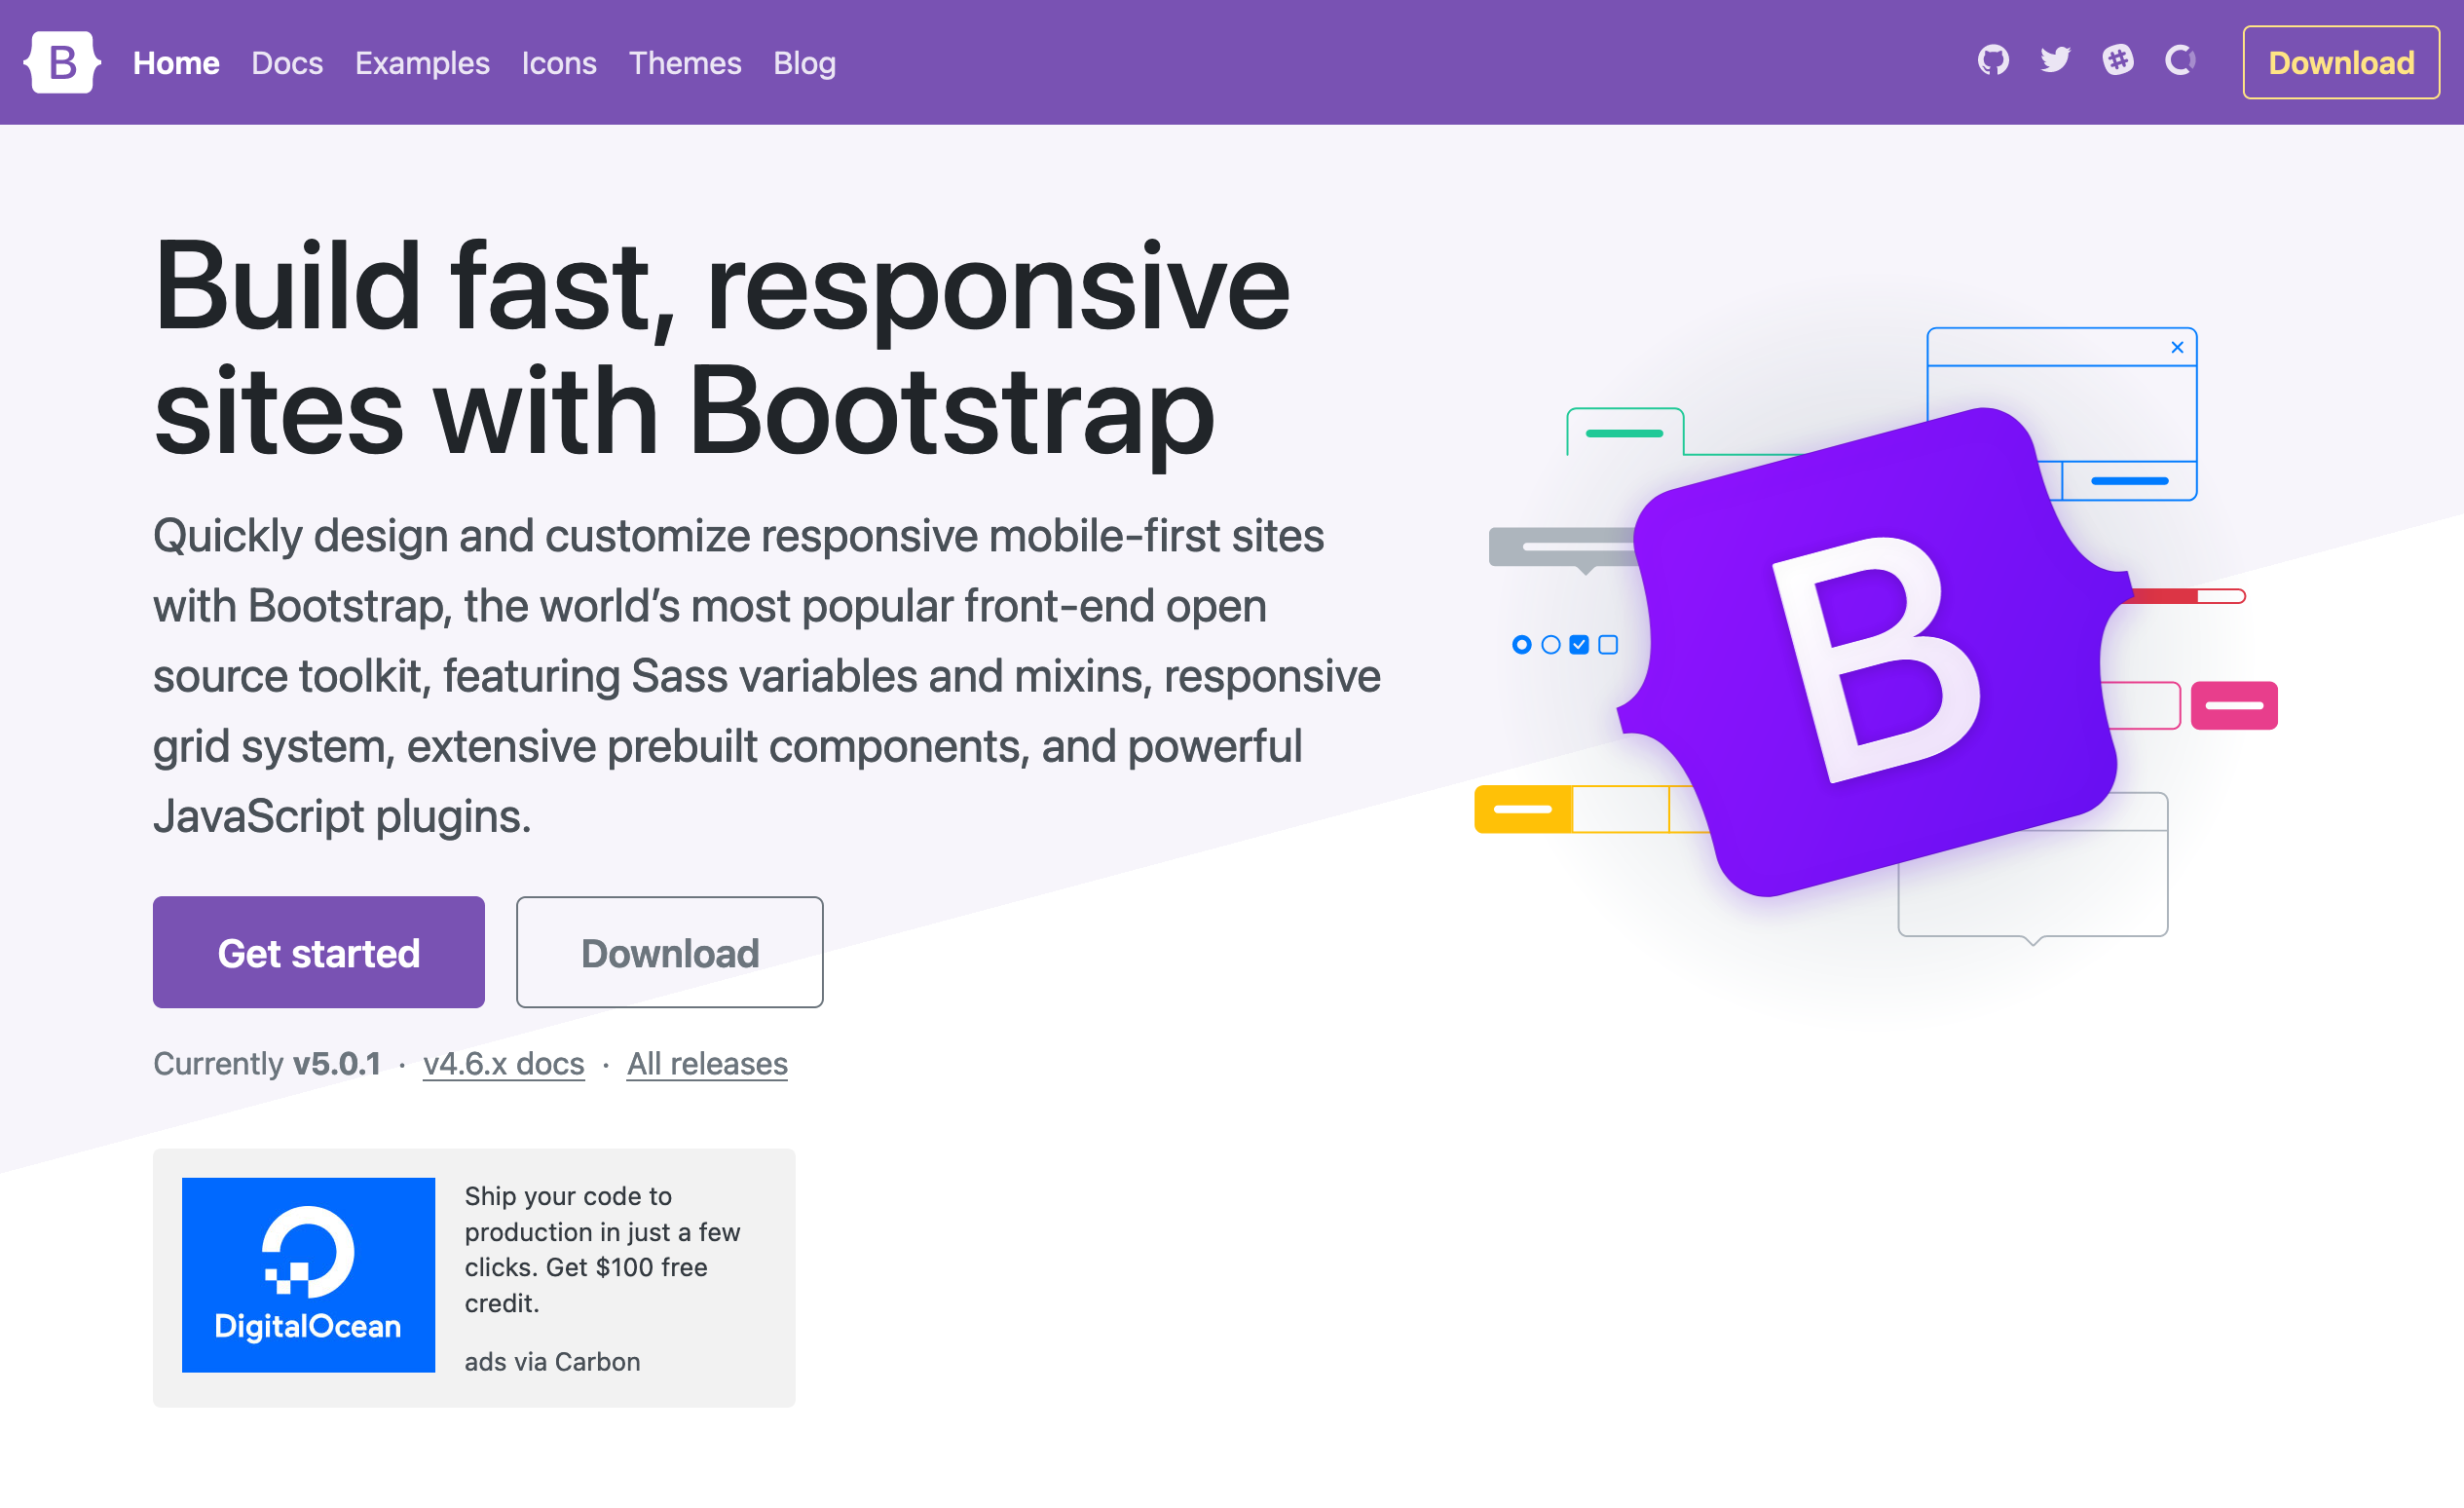 B Home Docs Examples Icons Themes Blog Download
Build fast, responsive
sites with Bootstrap
Quickly design and customize responsive mobile-first sites
with Bootstrap, the world’s most popular front-end open
source toolkit, featuring Sass variables and mixins, responsive
grid system, extensive prebuilt components, and powerful
JavaScript plugins.
Get started Download
Currently v5.0.1 · v4.6.x docs · All releases
B
Ship your code to
production in just a few
clicks. Get $100 free
credit.
DigitalOcean
ads via Carbon